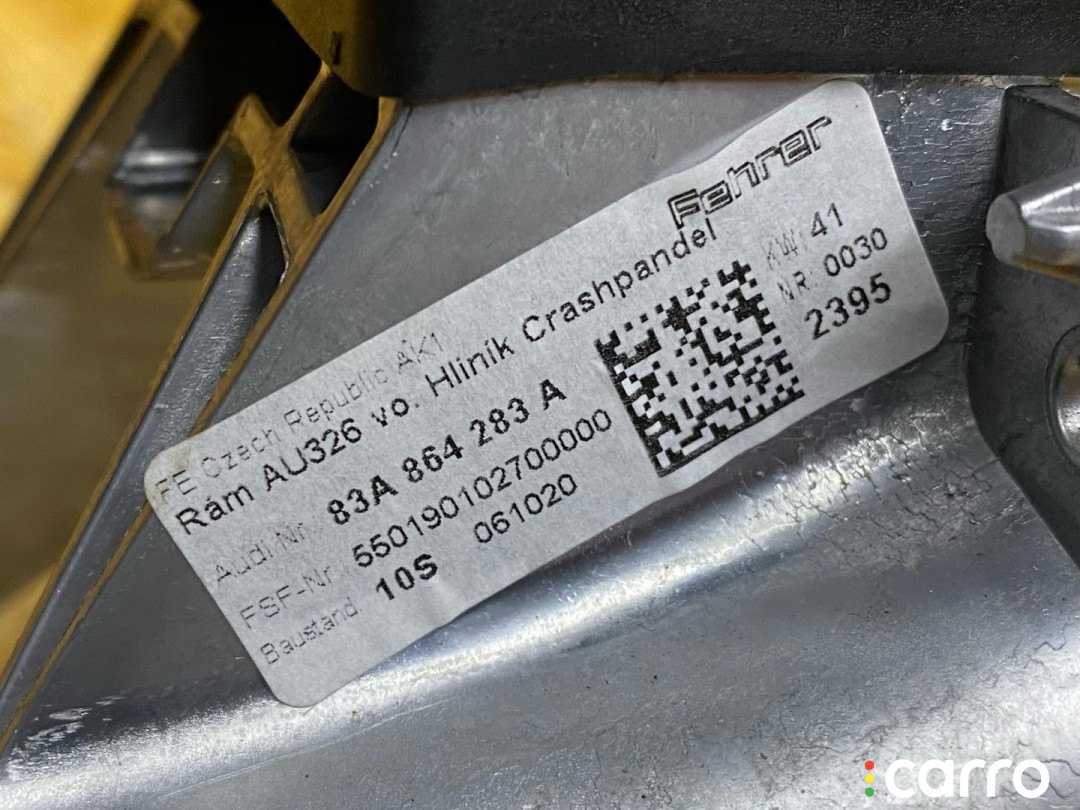 Fehrer
FE Czech Republic AK1
Rám AU326 vo. Hliník Crashpandel
Audi Nr. 83A 864 283 A
FSF-Nr. 550190102700000
Baustand: 10S 061020
KW: 41
NR. 0030
2395
carro